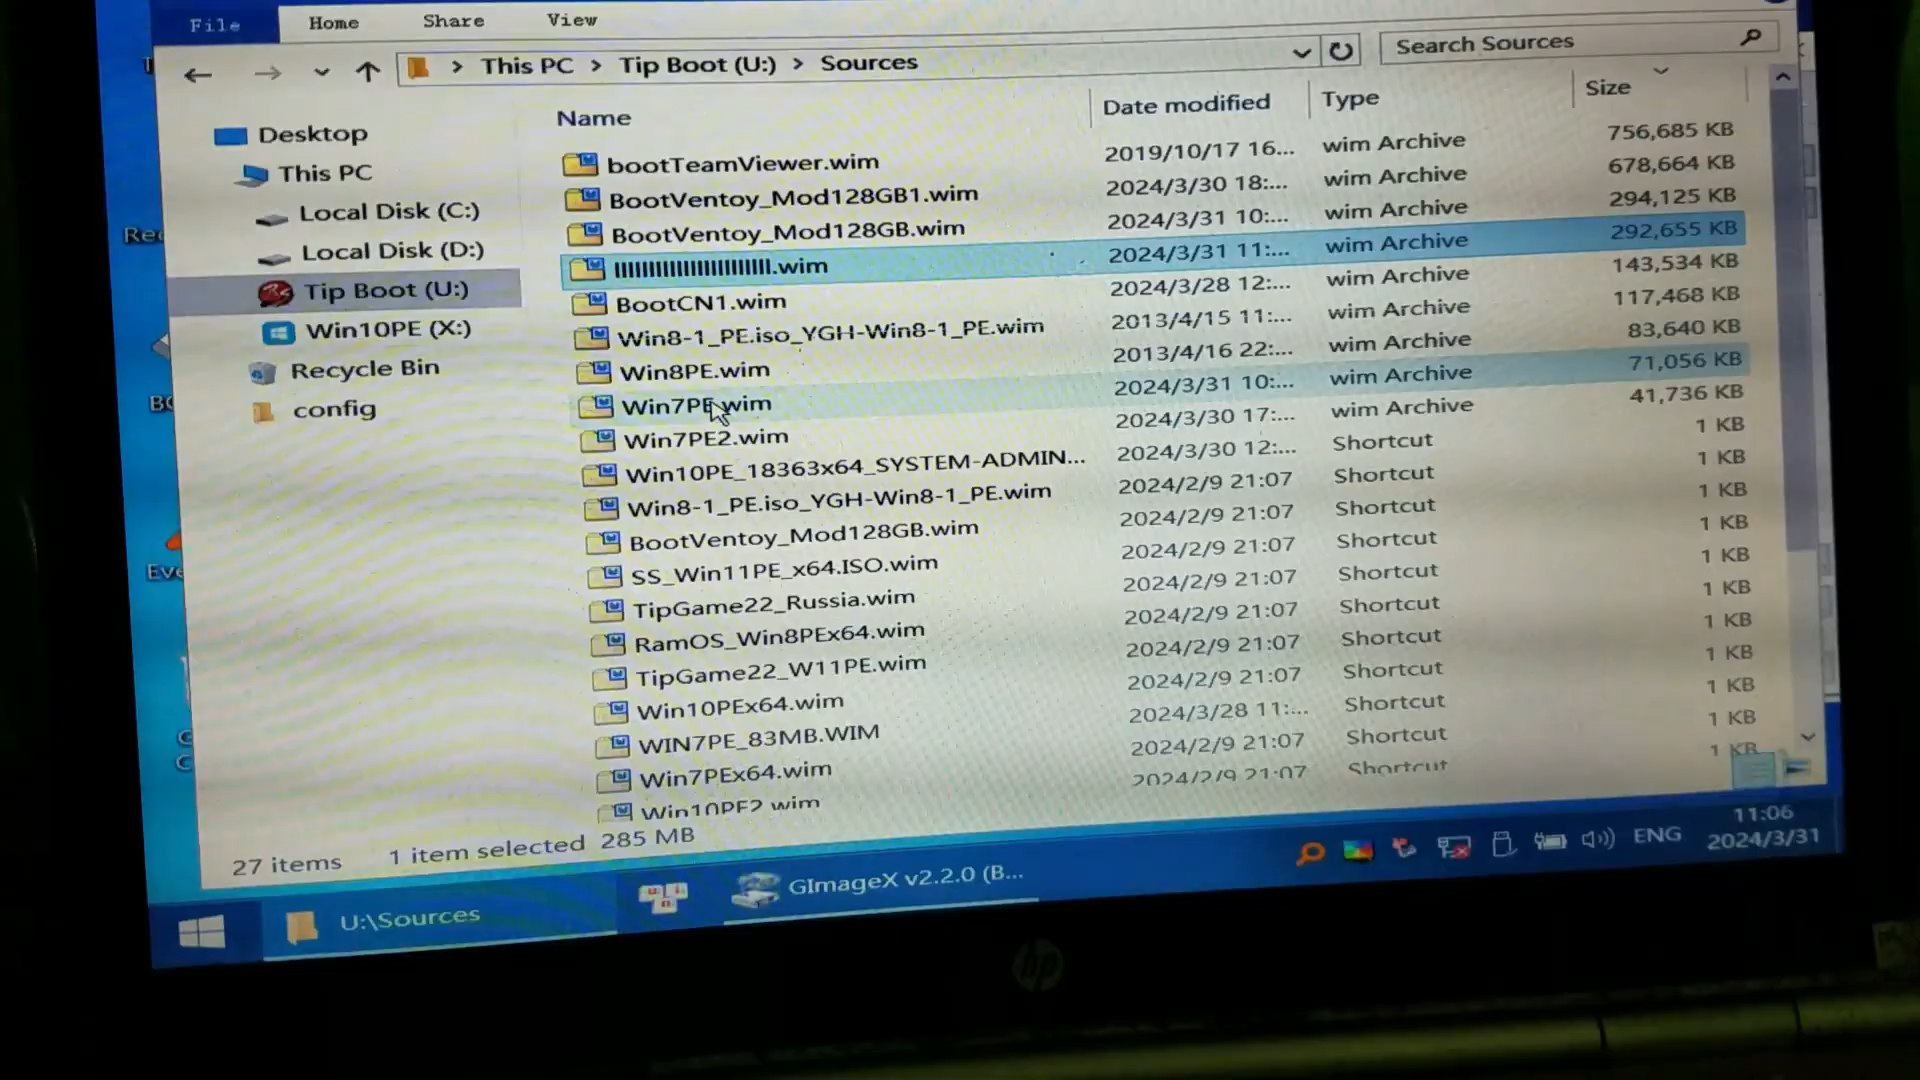 File Home Share View
This PC > Tip Boot (U:) > Sources
Search Sources
Desktop
This PC
Local Disk (C:)
Local Disk (D:)
Tip Boot (U:)
Win10PE (X:)
Recycle Bin
config
Name Date modified Type Size
bootTeamViewer.wim 2019/10/17 16... wim Archive 756,685 KB
BootVentoy_Mod128GB1.wim 2024/3/30 18:... wim Archive 678,664 KB
BootVentoy_Mod128GB.wim 2024/3/31 10:... wim Archive 294,125 KB
.wim 2024/3/31 11:... wim Archive 292,655 KB
BootCN1.wim 2024/3/28 12:... wim Archive 143,534 KB
Win8-1_PE.iso_YGH-Win8-1_PE.wim 2013/4/15 11:... wim Archive 117,468 KB
Win8PE.wim 2013/4/16 22:... wim Archive 83,640 KB
Win7PE.wim 2024/3/31 10:... wim Archive 71,056 KB
Win7PE2.wim 2024/3/30 17:... wim Archive 41,736 KB
Win10PE_18363x64_SYSTEM-ADMIN... 2024/3/30 12:... Shortcut 1 KB
Win8-1_PE.iso_YGH-Win8-1_PE.wim 2024/2/9 21:07 Shortcut 1 KB
BootVentoy_Mod128GB.wim 2024/2/9 21:07 Shortcut 1 KB
SS_Win11PE_x64.ISO.wim 2024/2/9 21:07 Shortcut 1 KB
TipGame22_Russia.wim 2024/2/9 21:07 Shortcut 1 KB
RamOS_Win8PEx64.wim 2024/2/9 21:07 Shortcut 1 KB
TipGame22_W11PE.wim 2024/2/9 21:07 Shortcut 1 KB
Win10PEx64.wim 2024/2/9 21:07 Shortcut 1 KB
WIN7PE_83MB.WIM 2024/3/28 11:... Shortcut 1 KB
Win7PEx64.wim 2024/2/9 21:07 Shortcut 1 KB
Win10PE2.wim 2024/2/9 21:07 Shortcut 1 KB
27 items 1 item selected 285 MB
U:\Sources
GImageX v2.2.0 (B...
ENG
11:06
2024/3/31
hp